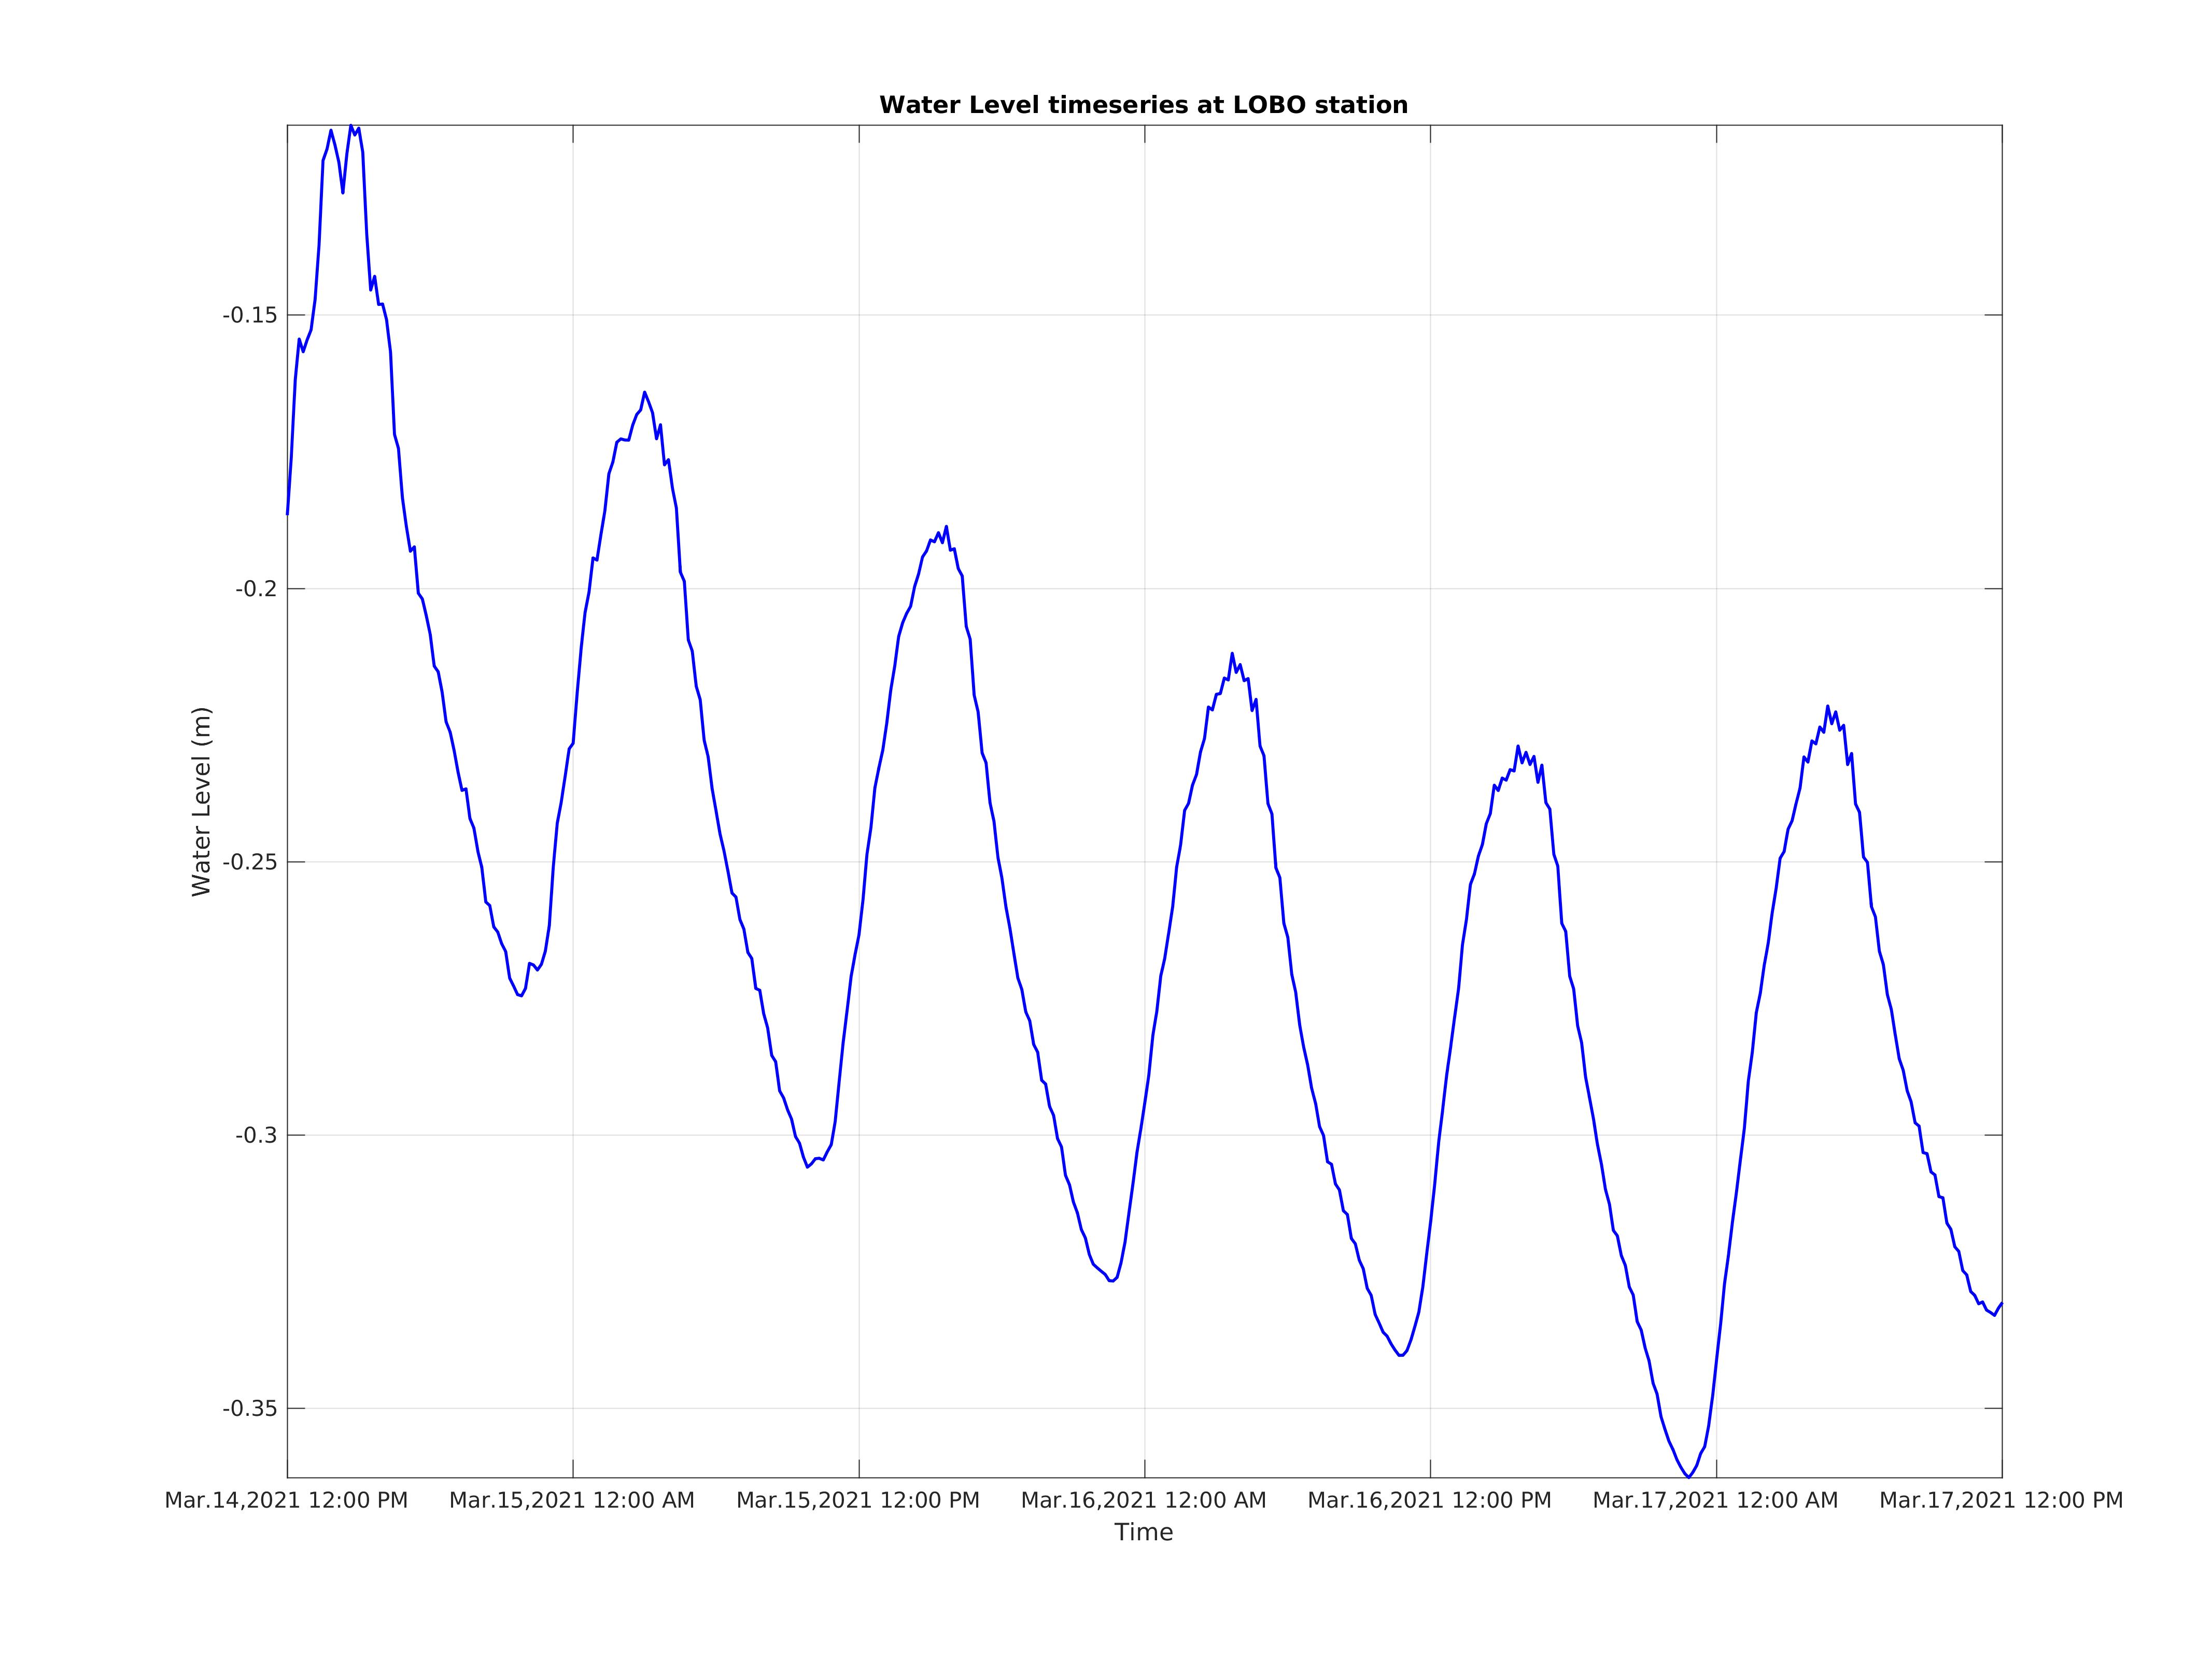 Water Level timeseries at LOBO station
-0.15
-0.2
-0.25
-0.3
-0.35
Water Level (m)
Mar.14,2021 12:00 PM
Mar.15,2021 12:00 AM
Mar.15,2021 12:00 PM
Mar.16,2021 12:00 AM
Mar.16,2021 12:00 PM
Mar.17,2021 12:00 AM
Mar.17,2021 12:00 PM
Time